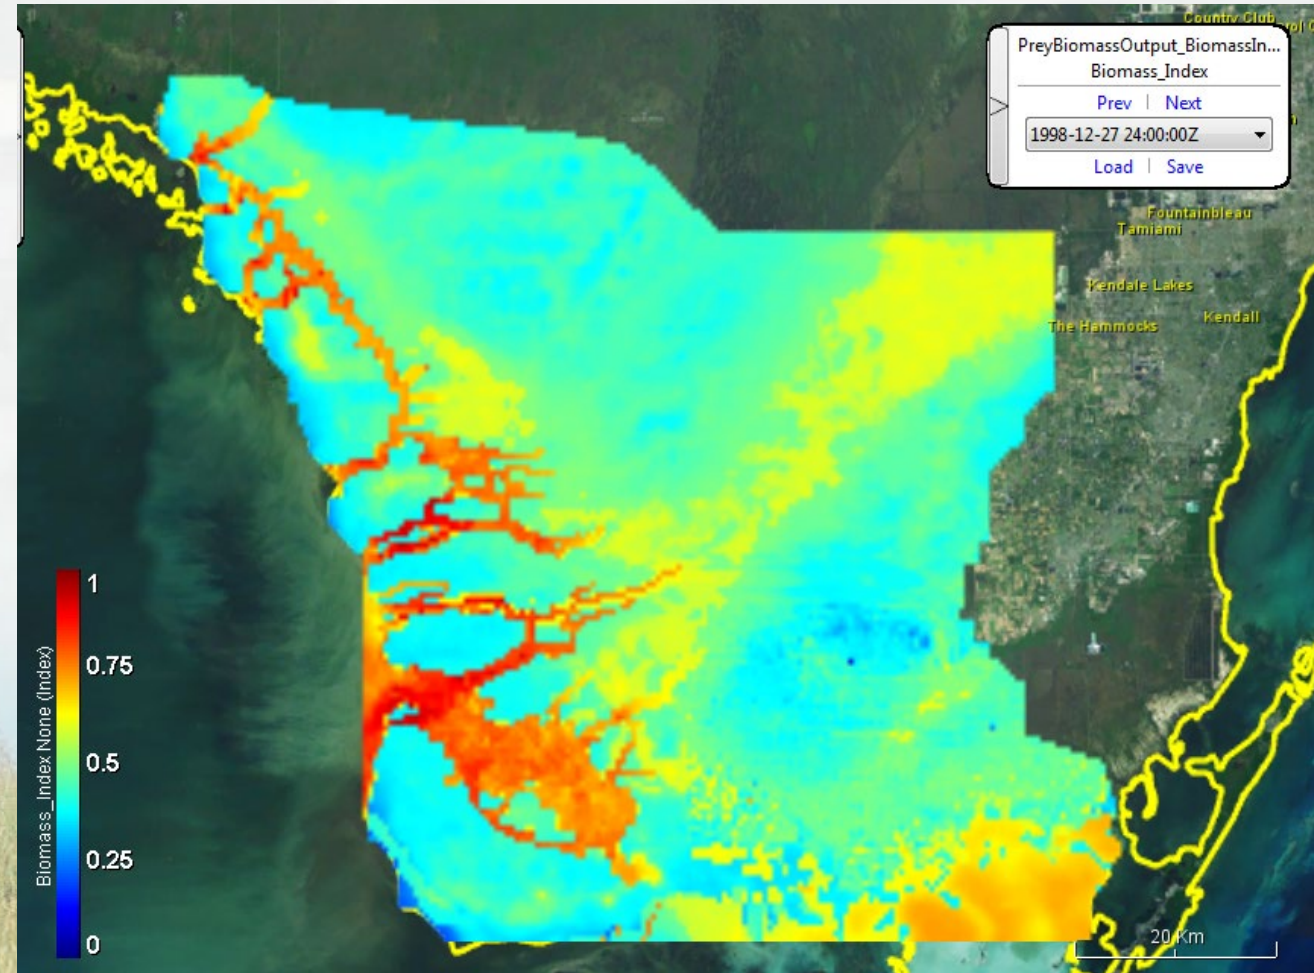 Country Club
PreyBiomassOutput_BiomassIn...
Biomass_Index
Prev | Next
1998-12-27 24:00:00Z
Load | Save
Fountainbleau
Tamiami
Kendale Lakes
The Hammocks
Kendall
Biomass_Index None (Index)
1
0.75
0.5
0.25
0
20 Km